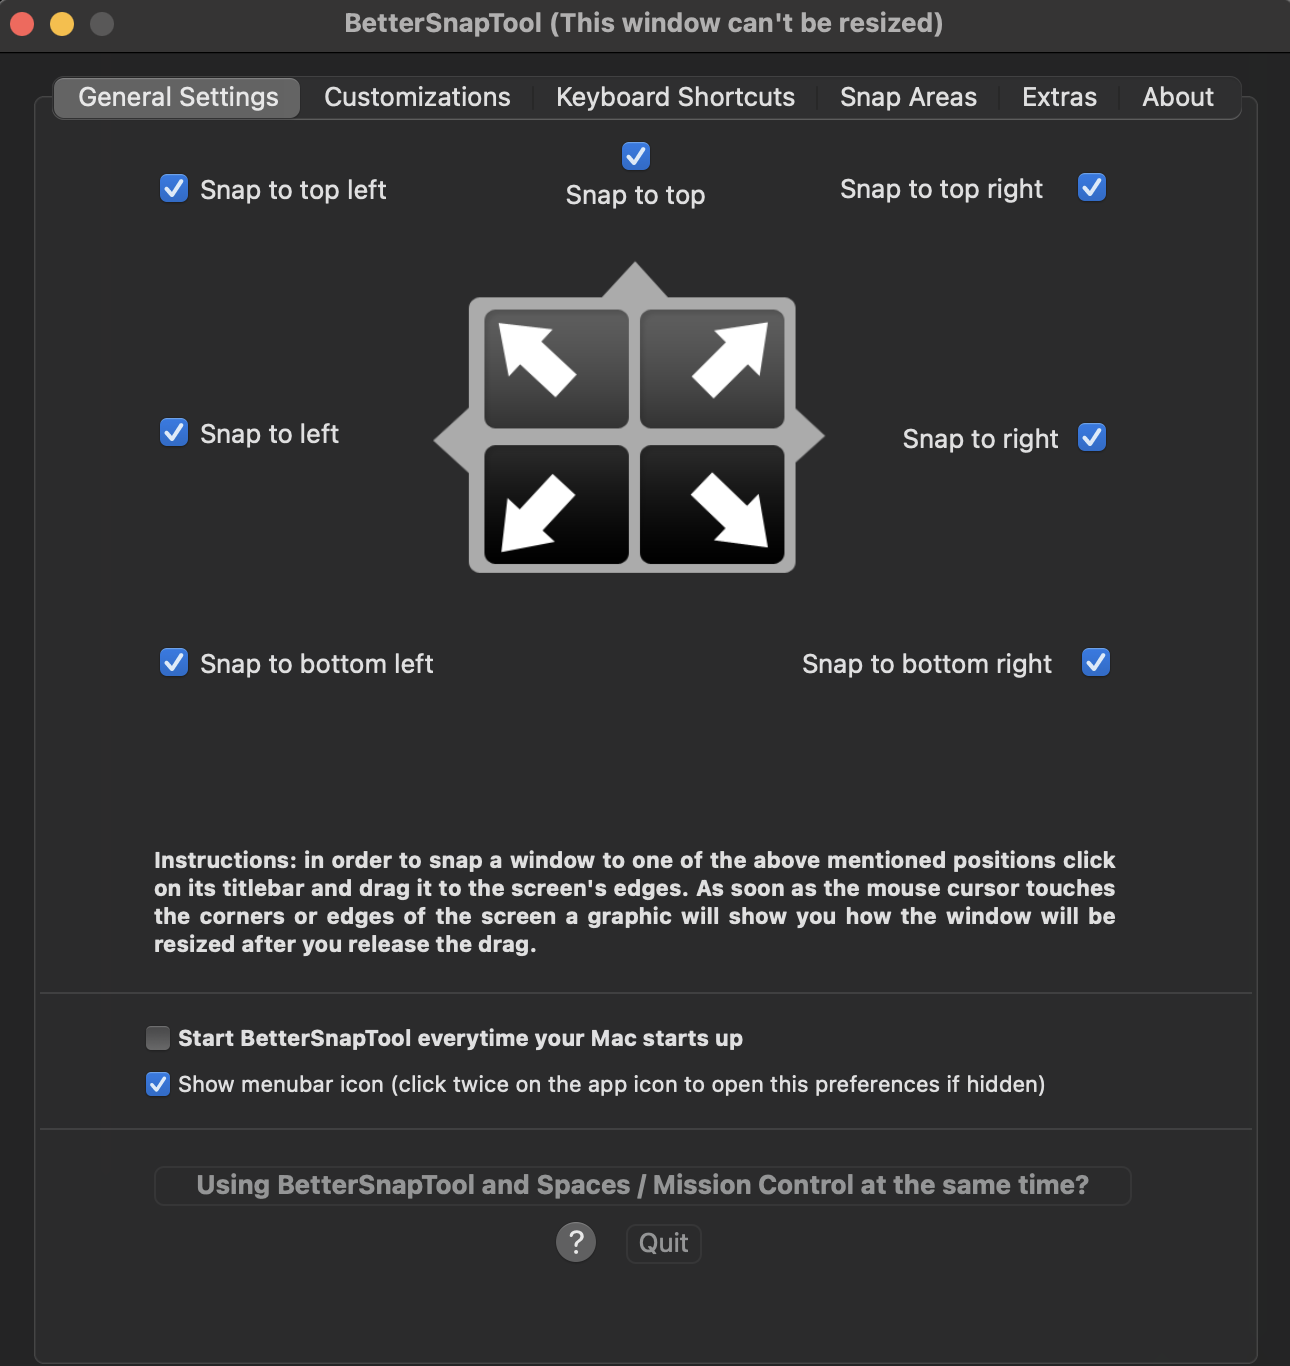 BetterSnapTool (This window can't be resized)
General Settings
Customizations
Keyboard Shortcuts
Snap Areas
Extras
About
Snap to top left
Snap to top
Snap to top right
Snap to left
Snap to right
Snap to bottom left
Snap to bottom right
Instructions: in order to snap a window to one of the above mentioned positions click
on its titlebar and drag it to the screen's edges. As soon as the mouse cursor touches
the corners or edges of the screen a graphic will show you how the window will be
resized after you release the drag.
Start BetterSnapTool everytime your Mac starts up
Show menubar icon (click twice on the app icon to open this preferences if hidden)
Using BetterSnapTool and Spaces / Mission Control at the same time?
?
Quit